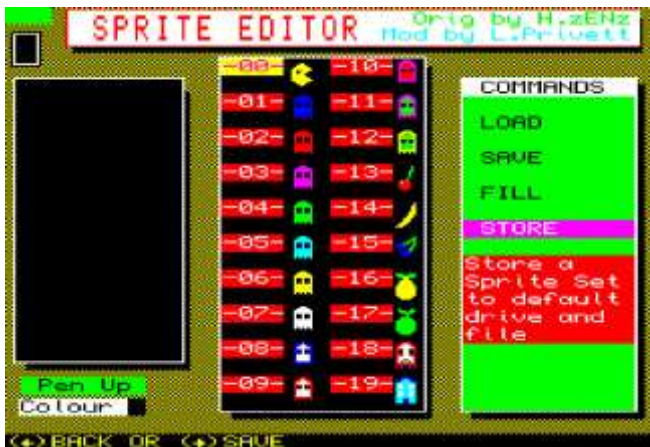 SPRITE EDITOR
Orig by H.zENz
Mod by L.Privett
-00- -10-
-01- -11-
-02- -12-
-03- -13-
-04- -14-
-05- -15-
-06- -16-
-07- -17-
-08- -18-
-09- -19-
COMMANDS
LOAD
SAVE
FILL
STORE
Store a
Sprite Set
to default
drive and
file
Pen Up
Colour
(+)BACK OR (+)SAVE